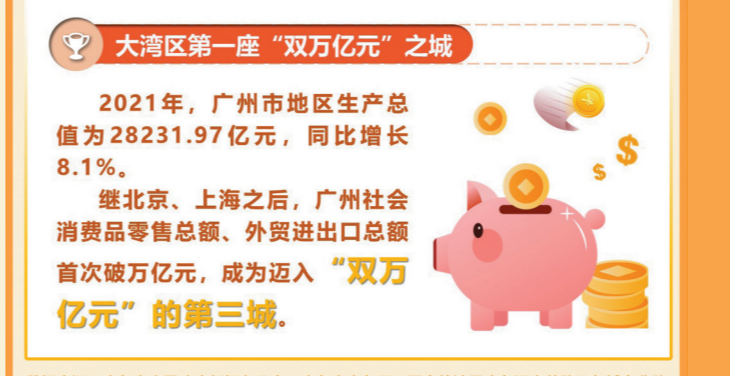 大湾区第一座“双万亿元”之城
2021年，广州市地区生产总
值为28231.97亿元，同比增长
8.1%。
继北京、上海之后，广州社会
消费品零售总额、外贸进出口总额
首次破万亿元，成为迈入“双万
亿元”的第三城。